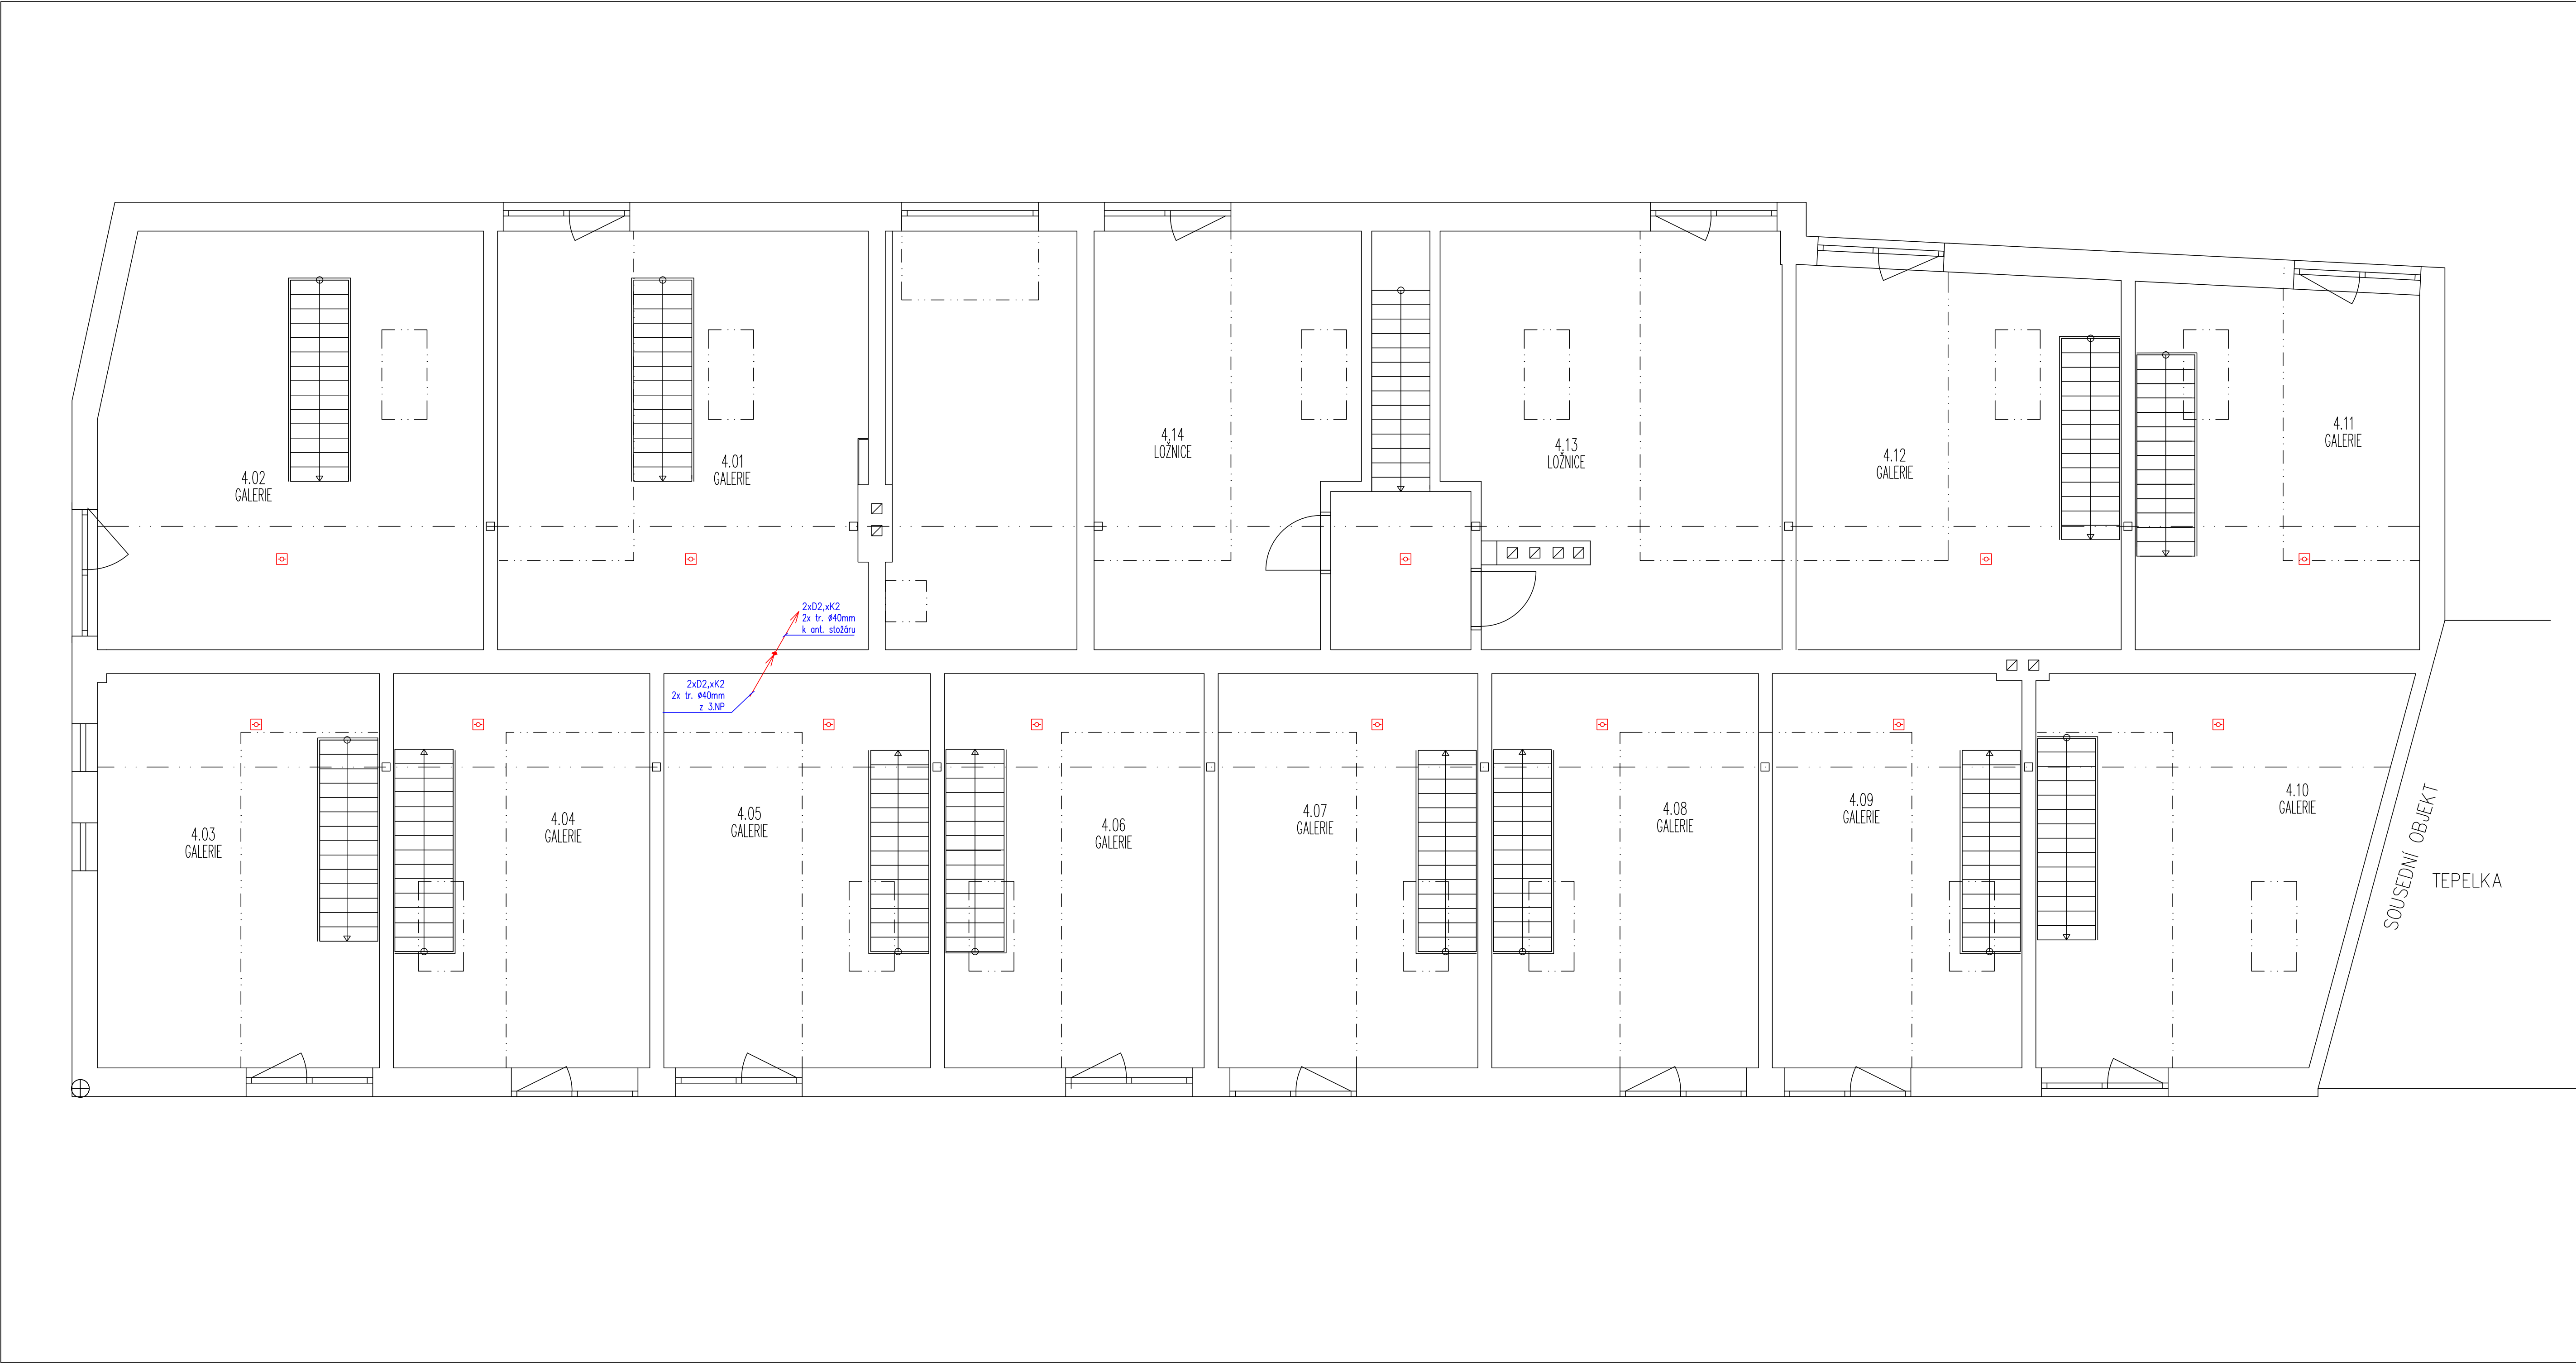 4.14
LOŽNICE
4.13
LOŽNICE
4.11
GALERIE
4.12
GALERIE
4.01
GALERIE
4.02
GALERIE
2xD2,xK2
2x tr. Ø40mm
k ant. stožáru
2xD2,xK2
2x tr. Ø40mm
z 3.NP
4.03
GALERIE
4.04
GALERIE
4.05
GALERIE
4.06
GALERIE
4.07
GALERIE
4.08
GALERIE
4.09
GALERIE
4.10
GALERIE
SOUSEDNÍ OBJEKT
TEPELKA